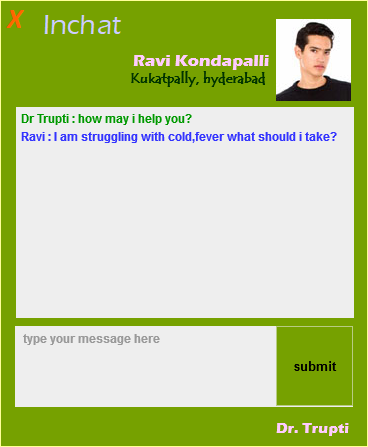 X Inchat
Ravi Kondapalli
Kukatpally, hyderabad
Dr Trupti : how may i help you?
Ravi : I am struggling with cold,fever what should i take?
type your message here
submit
Dr. Trupti